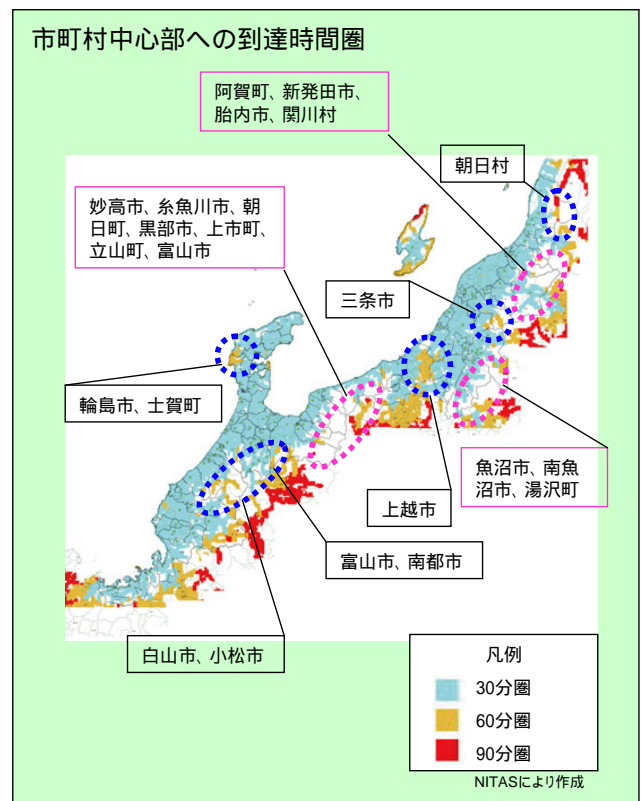 市町村中心部への到達時間圏
阿賀町、新発田市、
胎内市、関川村
朝日村
妙高市、糸魚川市、朝
日町、黒部市、上市町、
立山町、富山市
三条市
輪島市、士賀町
魚沼市、南魚
沼市、湯沢町
上越市
富山市、南都市
白山市、小松市
凡例
30分圏
60分圏
90分圏
NITASにより作成